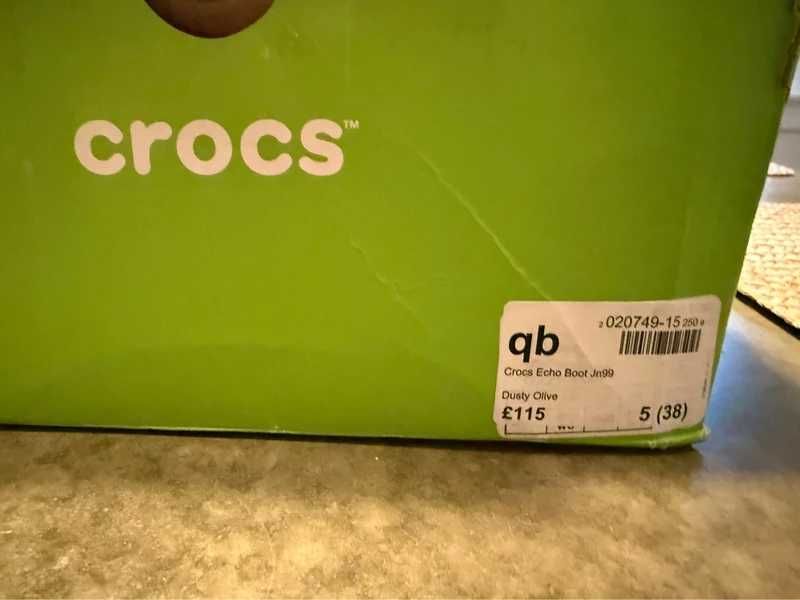 crocs™
qb
2 020749-15 250 9
Crocs Echo Boot Jn99
Dusty Olive
£115 5 (38)